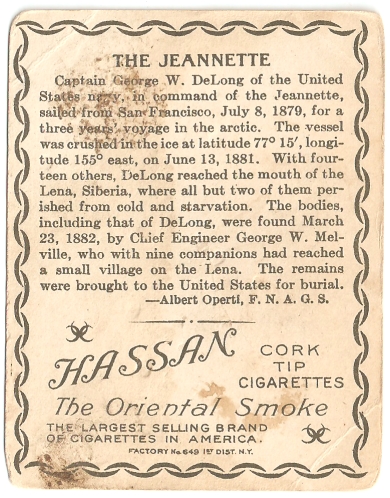 THE JEANNETTE
Captain George W. DeLong of the United
States navy, in command of the Jeannette,
sailed from San Francisco, July 8, 1879, for a
three years' voyage in the arctic. The vessel
was crushed in the ice at latitude 77° 15', longi-
tude 155° east, on June 13, 1881. With four-
teen others, DeLong reached the mouth of the
Lena, Siberia, where all but two of them per-
ished from cold and starvation. The bodies,
including that of DeLong, were found March
23, 1882, by Chief Engineer George W. Mel-
ville, who with nine companions had reached
a small village on the Lena. The remains
were brought to the United States for burial.
—Albert Operti, F. N. A. G. S.
HASSAN CORK
TIP
CIGARETTES
The Oriental Smoke
THE LARGEST SELLING BRAND
OF CIGARETTES IN AMERICA.
FACTORY No. 649 1ST DIST. N.Y.